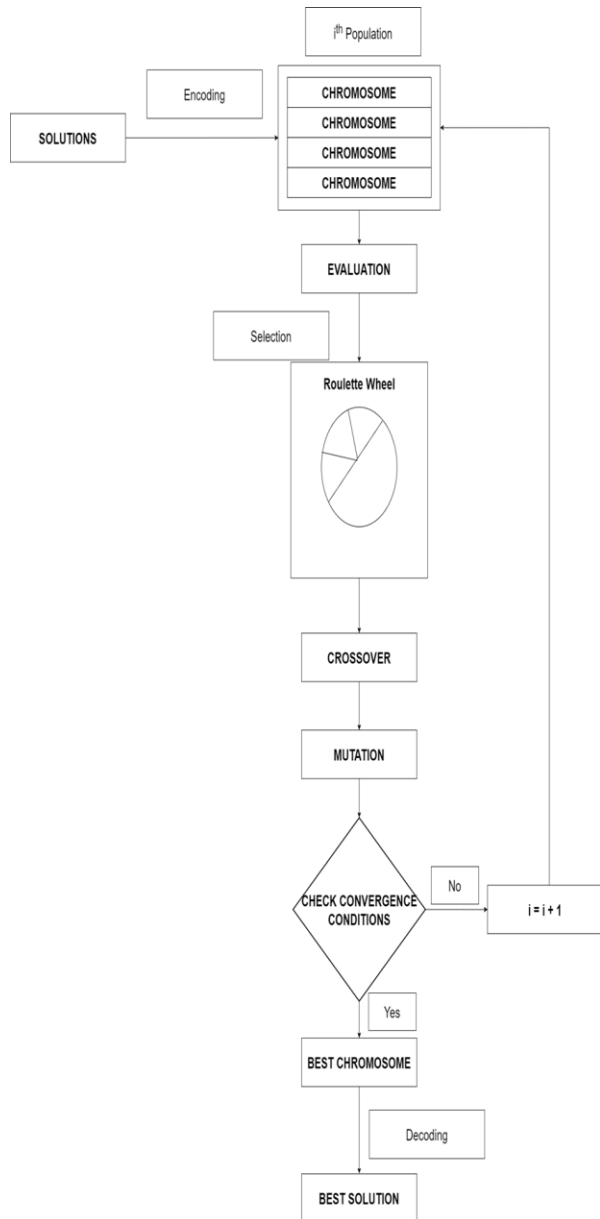 i^th Population
Encoding
CHROMOSOME
CHROMOSOME
CHROMOSOME
CHROMOSOME
SOLUTIONS
EVALUATION
Selection
Roulette Wheel
CROSSOVER
MUTATION
CHECK CONVERGENCE
CONDITIONS
No
i = i + 1
Yes
BEST CHROMOSOME
Decoding
BEST SOLUTION